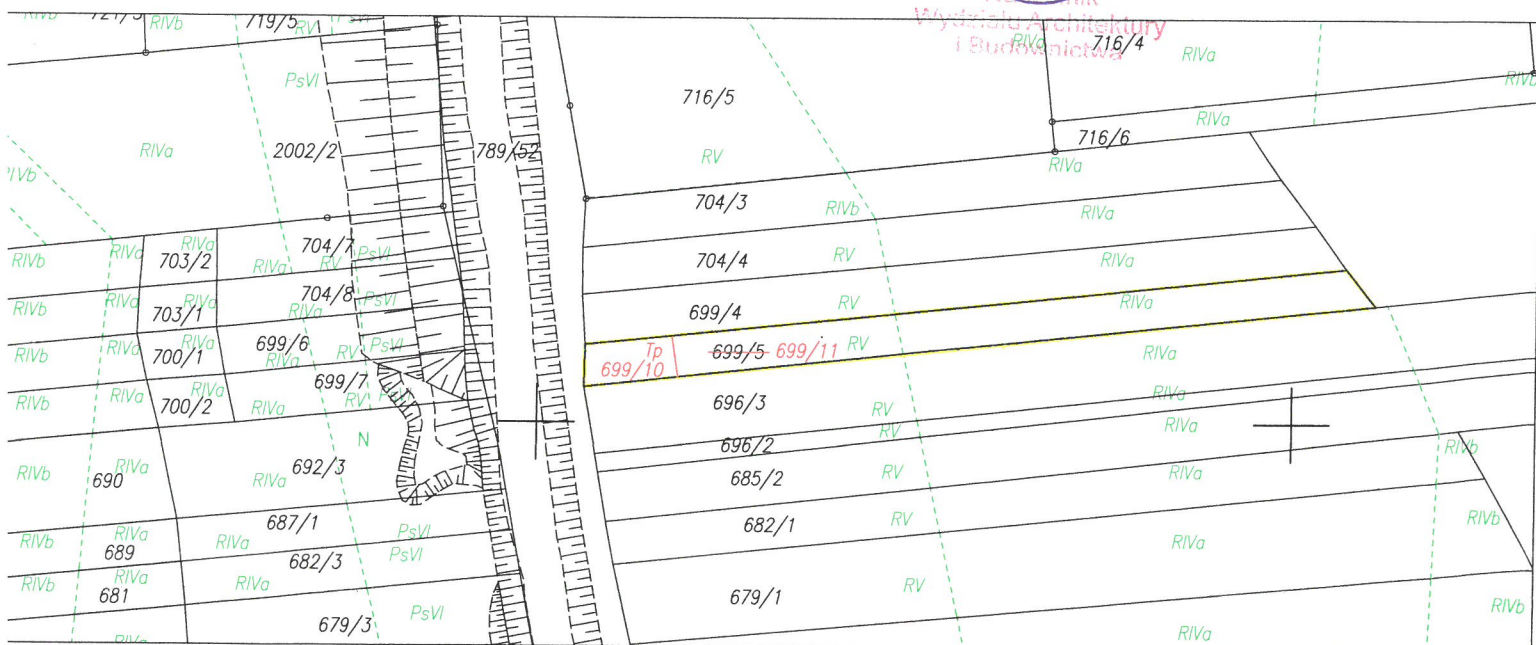 RIVb
719/5
RV
Wydziału Architektury
i Budownictwa
RIVa
716/4
RIVa
RIVb
PsVI
716/5
RIVa
2002/2
789/52
RV
716/6
RIVa
RIVa
704/3
RIVb
RIVa
RIVb
RIVa
703/2
RIVa
RIVa
704/7
RV
PsVI
704/4
RV
RIVa
RIVb
RIVa
703/1
RIVa
704/8
RIVa
PsVI
699/4
RV
RIVa
RIVb
RIVa
700/1
RIVa
699/6
RIVa
RV
PsVI
Tp
699/10
699/5
699/11
RV
RIVa
RIVb
RIVa
700/2
RIVa
RIVa
699/7
RV
696/3
RV
RIVa
N
696/2
RV
RIVa
RIVb
RIVb
RIVa
690
RIVa
692/3
685/2
RV
RIVa
RIVb
RIVa
689
RIVa
687/1
PsVI
682/1
RV
RIVa
RIVb
RIVb
RIVa
681
RIVa
682/3
PsVI
679/1
RV
RIVb
679/3
PsVI
RIVa